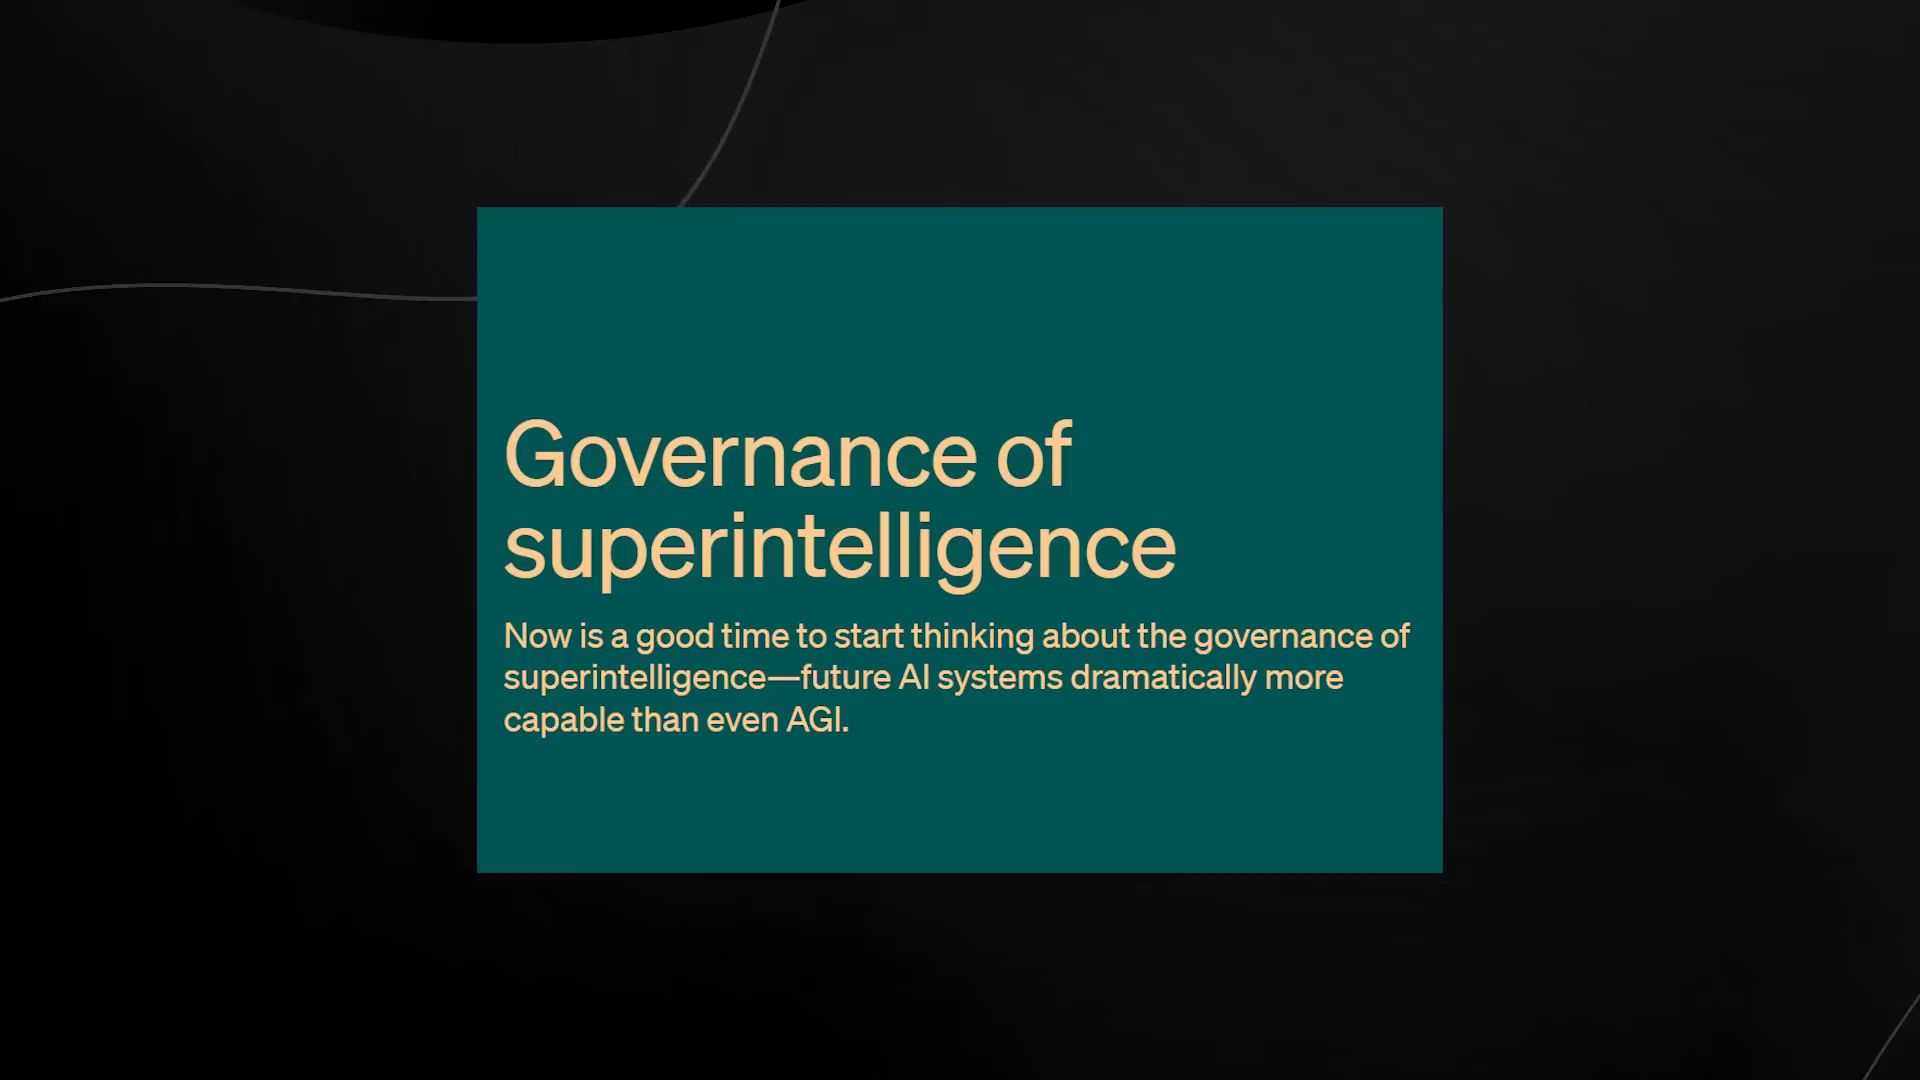 Governance of
superintelligence
Now is a good time to start thinking about the governance of
superintelligence—future AI systems dramatically more
capable than even AGI.